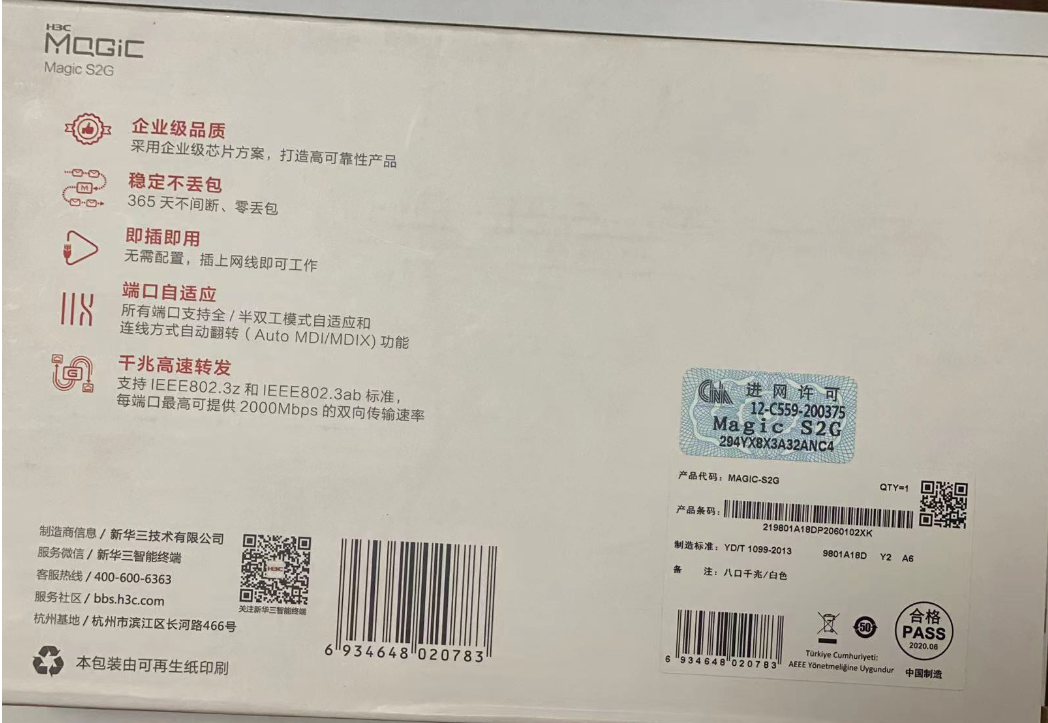 H3C
MAGIC
Magic S2G
企业级品质
采用企业级芯片方案，打造高可靠性产品
稳定不丢包
365 天不间断、零丢包
即插即用
无需配置，插上网线即可工作
端口自适应
所有端口支持全 / 半双工模式自适应和
连线方式自动翻转（ Auto MDI/MDIX) 功能
千兆高速转发
支持 IEEE802.3z 和 IEEE802.3ab 标准，
每端口最高可提供 2000Mbps 的双向传输速率
进 网 许 可
12-C559-200375
Magic S2G
294YX8X3A32ANC4
产品代码：MAGIC-S2G
QTY=1
产品条码：
219801A18DP2060102XK
制造标准：YD/T 1099-2013 9801A18D Y2 A6
备 注：八口千兆/白色
6 934648 020783
50
Türkiye Cumhuriyeti:
AEEE Yönetmeliğine Uygundur
合格
PASS
2020.06
中国制造
制造商信息 / 新华三技术有限公司
服务微信 / 新华三智能终端
客服热线 / 400-600-6363
服务社区 / bbs.h3c.com
杭州基地 / 杭州市滨江区长河路466号
H3C
关注新华三智能终端
6 934648 020783
本包装由可再生纸印刷